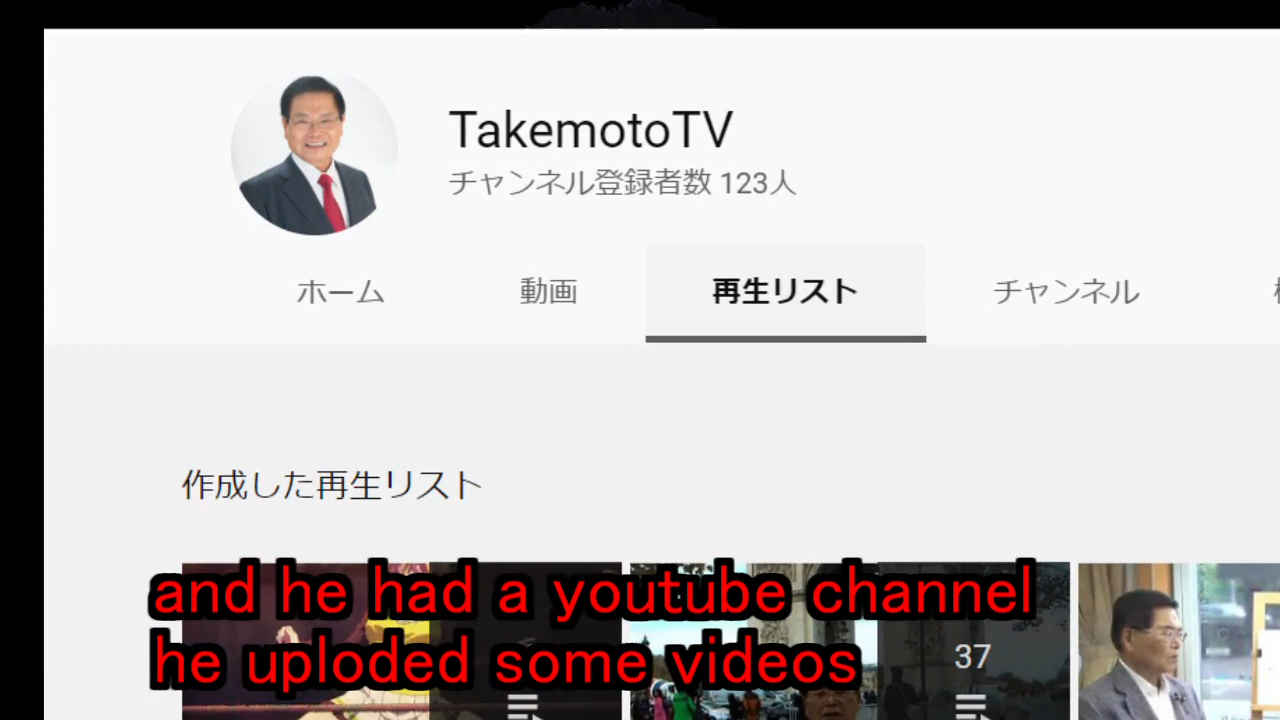 TakemotoTV
チャンネル登録者数 123人
ホーム 動画 再生リスト チャンネル
作成した再生リスト
and he had a youtube channel
he uploded some videos
37